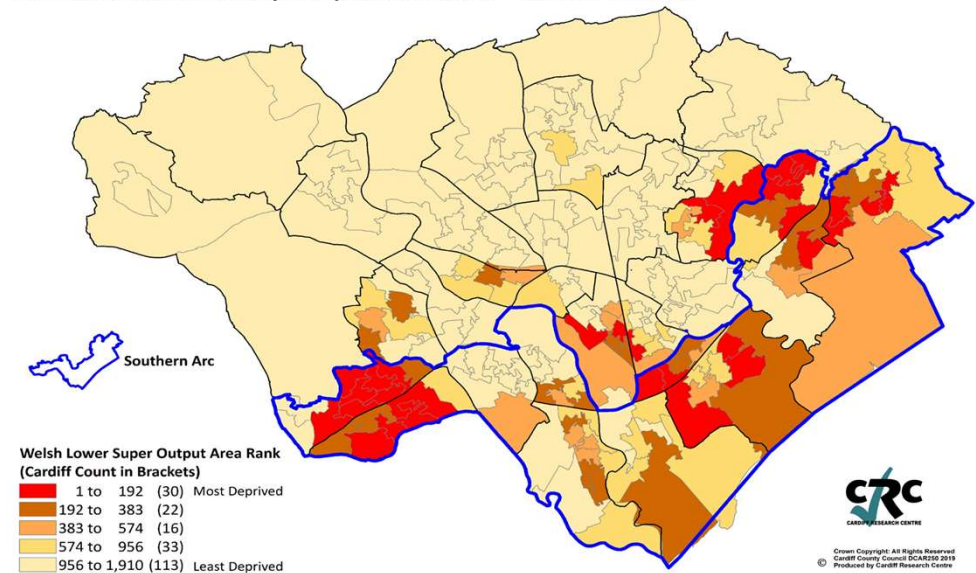 Southern Arc
Welsh Lower Super Output Area Rank
(Cardiff Count in Brackets)
1 to 192 (30) Most Deprived
192 to 383 (22)
383 to 574 (16)
574 to 956 (33)
956 to 1,910 (113) Least Deprived
CRC
CARDIFF RESEARCH CENTRE
Crown Copyright: All Rights Reserved
Cardiff County Council DCAR250 2019
© Produced by Cardiff Research Centre